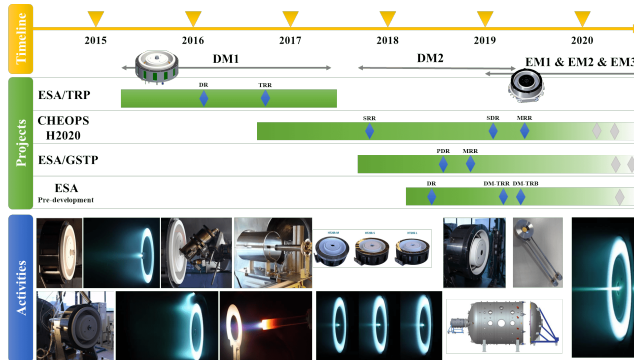 Timeline
2015 2016 2017 2018 2019 2020
DM1 DM2 EM1 & EM2 & EM3
Projects
ESA/TRP
DR TRR
CHEOPS
H2020
SRR SDR MRR
ESA/GSTP
PDR MRR
ESA
Pre-development
DR DM-TRR DM-TRB
Activities